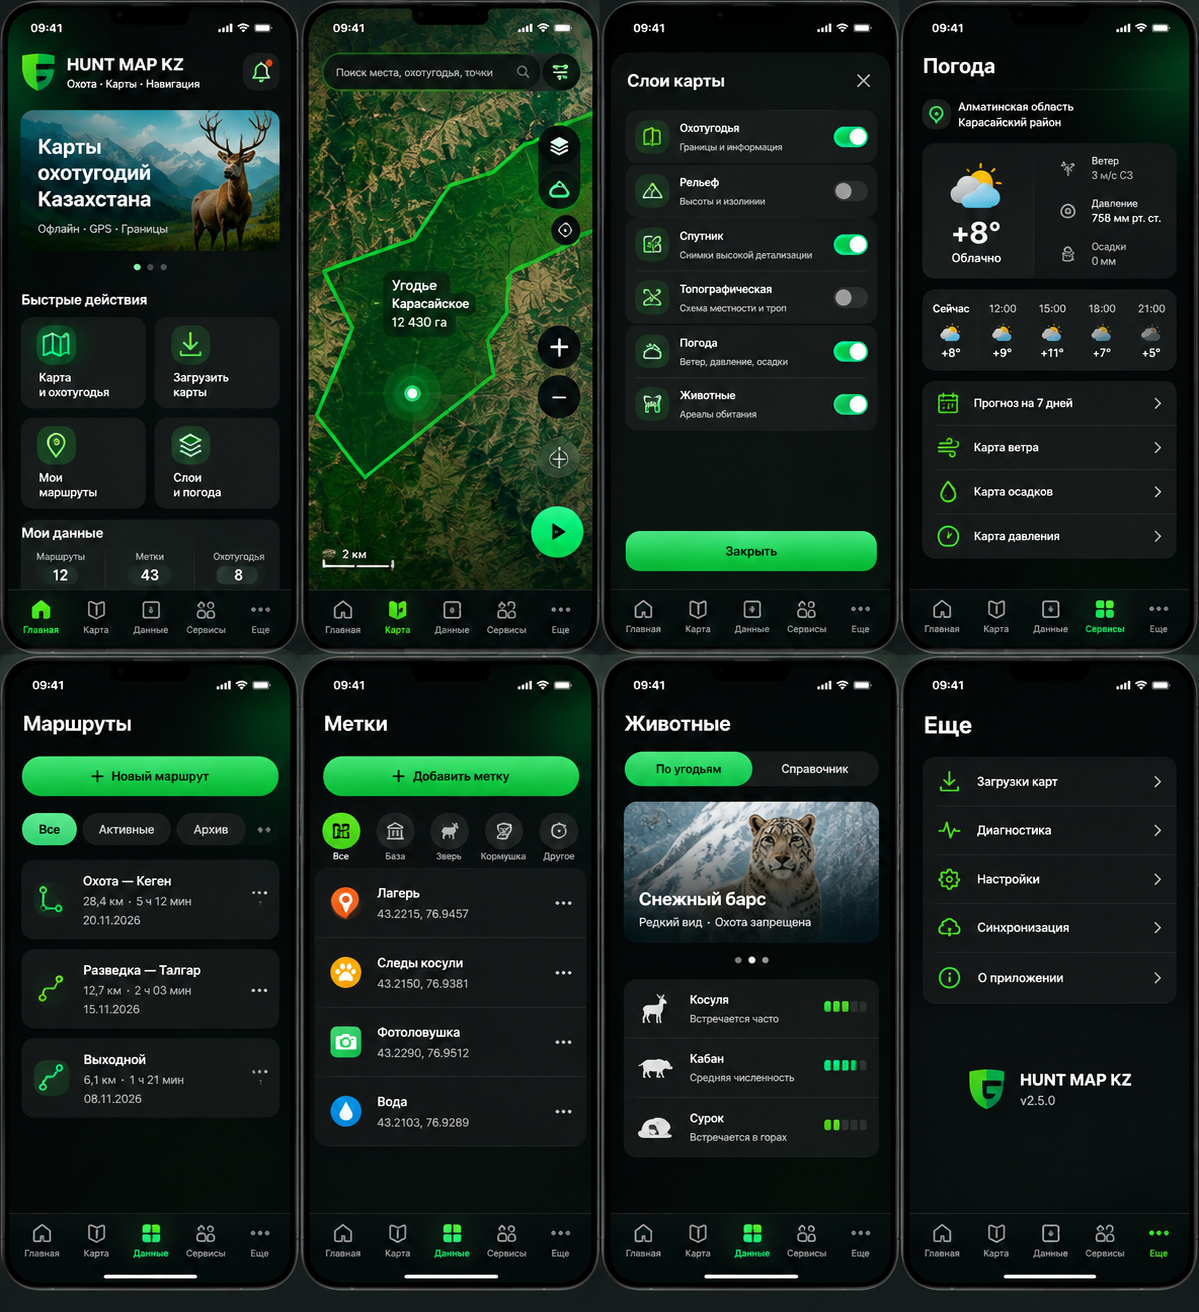 09:41
HUNT MAP KZ
Охота · Карты · Навигация
Карты
охотугодий
Казахстана
Офлайн · GPS · Границы
Быстрые действия
Карта
и охотугодья
Загрузить
карты
Мои
маршруты
Слои
и погода
Мои данные
Маршруты
Метки
Охотугодья
12
43
8
Главная
Карта
Данные
Сервисы
Еще
09:41
Поиск места, охотугодья, точки
Угодье
Карасайское
12 430 га
2 км
Главная
Карта
Данные
Сервисы
Еще
09:41
Слои карты
Охотугодья
Границы и информация
Рельеф
Высоты и изолинии
Спутник
Снимки высокой детализации
Топографическая
Схема местности и троп
Погода
Ветер, давление, осадки
Животные
Ареалы обитания
Закрыть
Главная
Карта
Данные
Сервисы
Еще
09:41
Погода
Алматинская область
Карасайский район
+8°
Облачно
Ветер
3 м/с СЗ
Давление
758 мм рт. ст.
Осадки
0 мм
Сейчас
12:00
15:00
18:00
21:00
+8°
+9°
+11°
+7°
+5°
Прогноз на 7 дней
Карта ветра
Карта осадков
Карта давления
Главная
Карта
Данные
Сервисы
Еще
09:41
Маршруты
+ Новый маршрут
Все
Активные
Архив
Охота — Кеген
28,4 км · 5 ч 12 мин
20.11.2026
Разведка — Талгар
12,7 км · 2 ч 03 мин
15.11.2026
Выходной
6,1 км · 1 ч 21 мин
08.11.2026
Главная
Карта
Данные
Сервисы
Еще
09:41
Метки
+ Добавить метку
Все
База
Зверь
Кормушка
Другое
Лагерь
43.2215, 76.9457
Следы косули
43.2150, 76.9381
Фотоловушка
43.2290, 76.9512
Вода
43.2103, 76.9289
Главная
Карта
Данные
Сервисы
Еще
09:41
Животные
По угодьям
Справочник
Снежный барс
Редкий вид · Охота запрещена
Косуля
Встречается часто
Кабан
Средняя численность
Сурок
Встречается в горах
Главная
Карта
Данные
Сервисы
Еще
09:41
Еще
Загрузки карт
Диагностика
Настройки
Синхронизация
О приложении
HUNT MAP KZ
v2.5.0
Главная
Карта
Данные
Сервисы
Еще